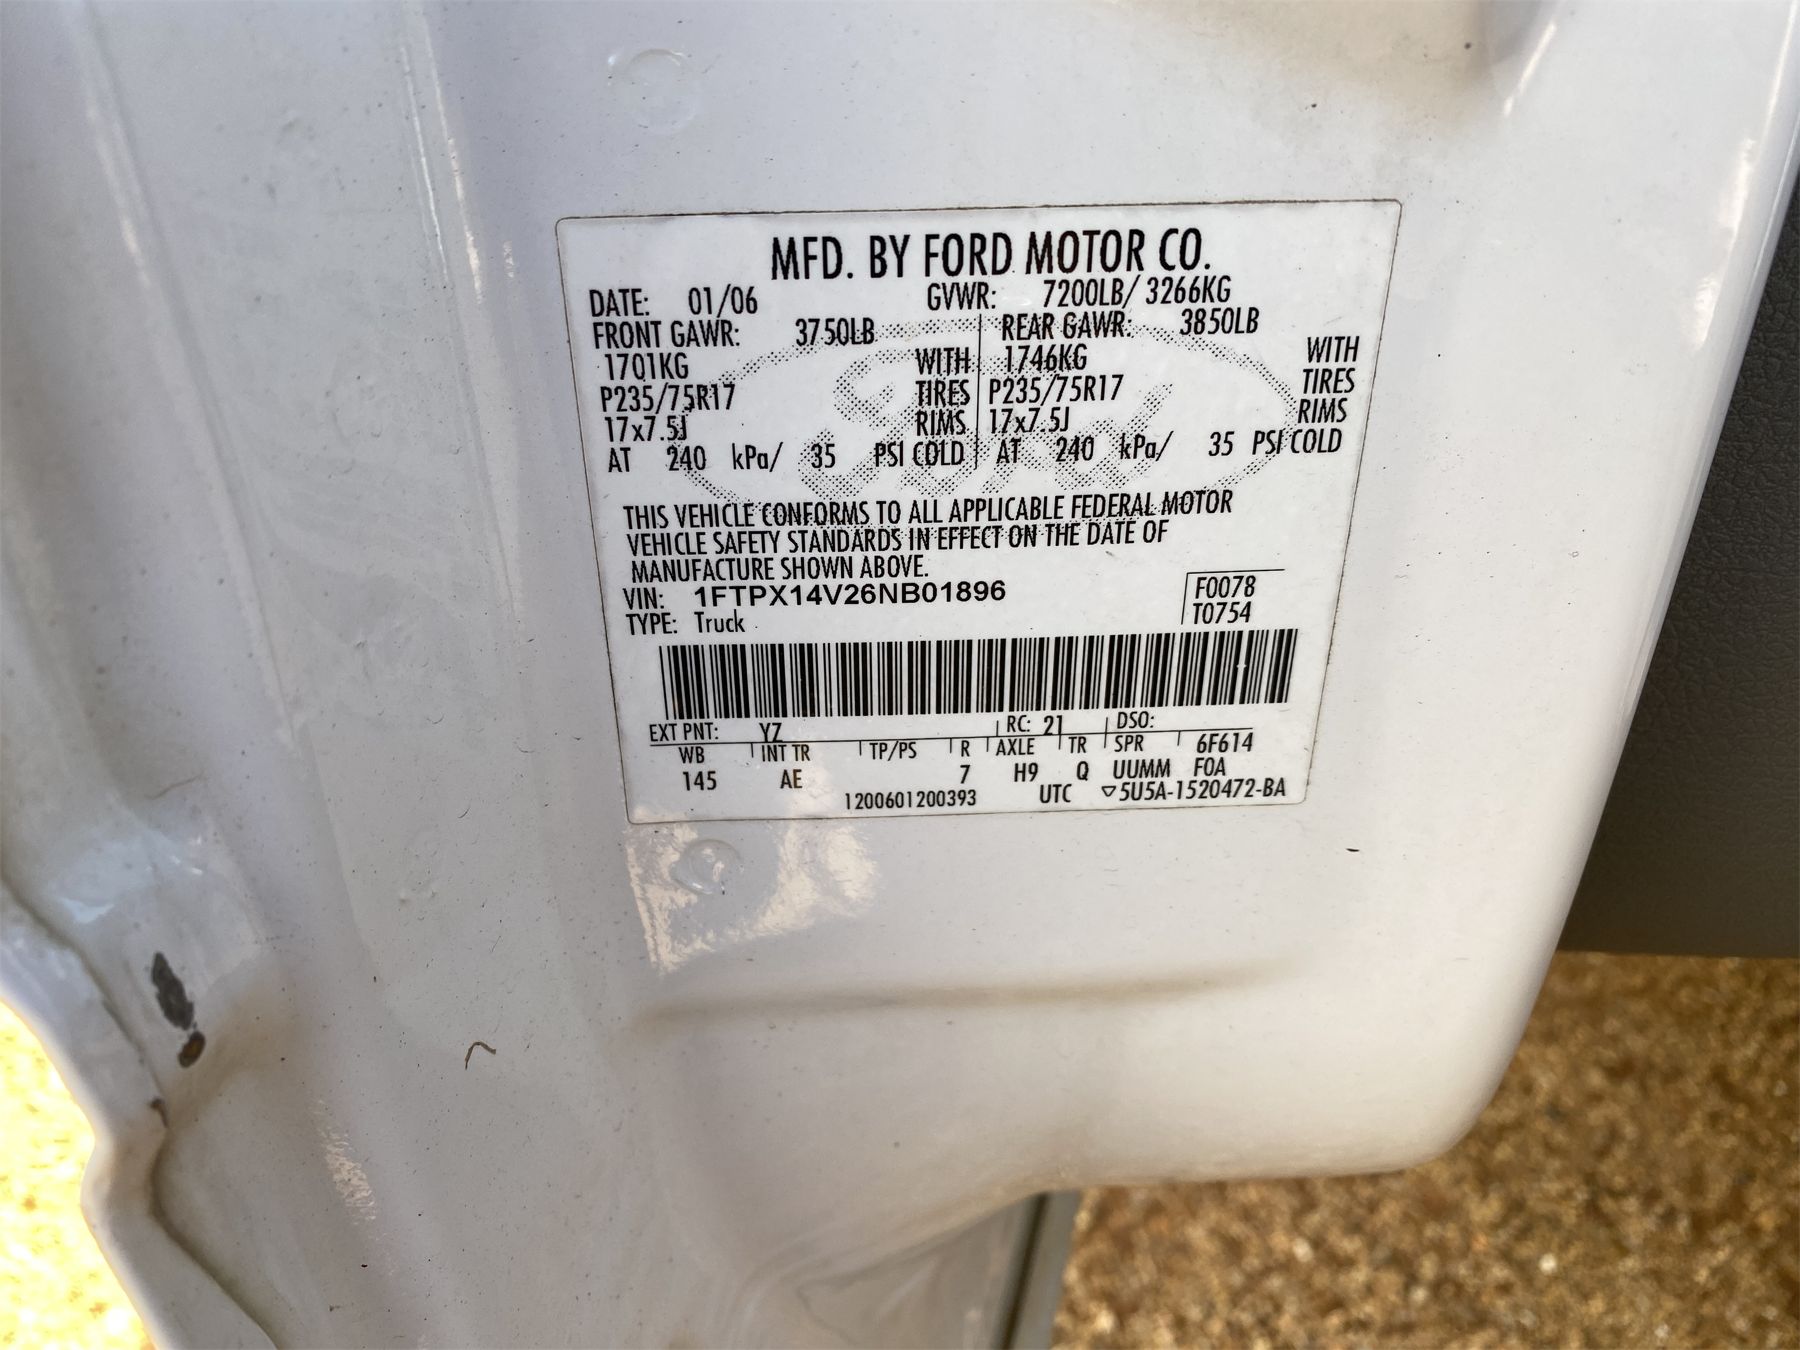 MFD. BY FORD MOTOR CO.
DATE: 01/06 GVWR: 7200LB/ 3266KG
FRONT GAWR: 3750LB REAR GAWR: 3850LB
1701KG WITH 1746KG WITH
P235/75R17 TIRES P235/75R17 TIRES
17x7.5J RIMS 17x7.5J RIMS
AT 240 kPa/ 35 PSI COLD AT 240 kPa/ 35 PSI COLD
THIS VEHICLE CONFORMS TO ALL APPLICABLE FEDERAL MOTOR
VEHICLE SAFETY STANDARDS IN EFFECT ON THE DATE OF
MANUFACTURE SHOWN ABOVE.
VIN: 1FTPX14V26NB01896 F0078
TYPE: Truck T0754
EXT PNT: YZ RC: 21 DSO:
WB INT TR TP/PS R AXLE TR SPR 6F614
145 AE 7 H9 Q UUMM F0A
1200601200393 UTC ▽5U5A-1520472-BA